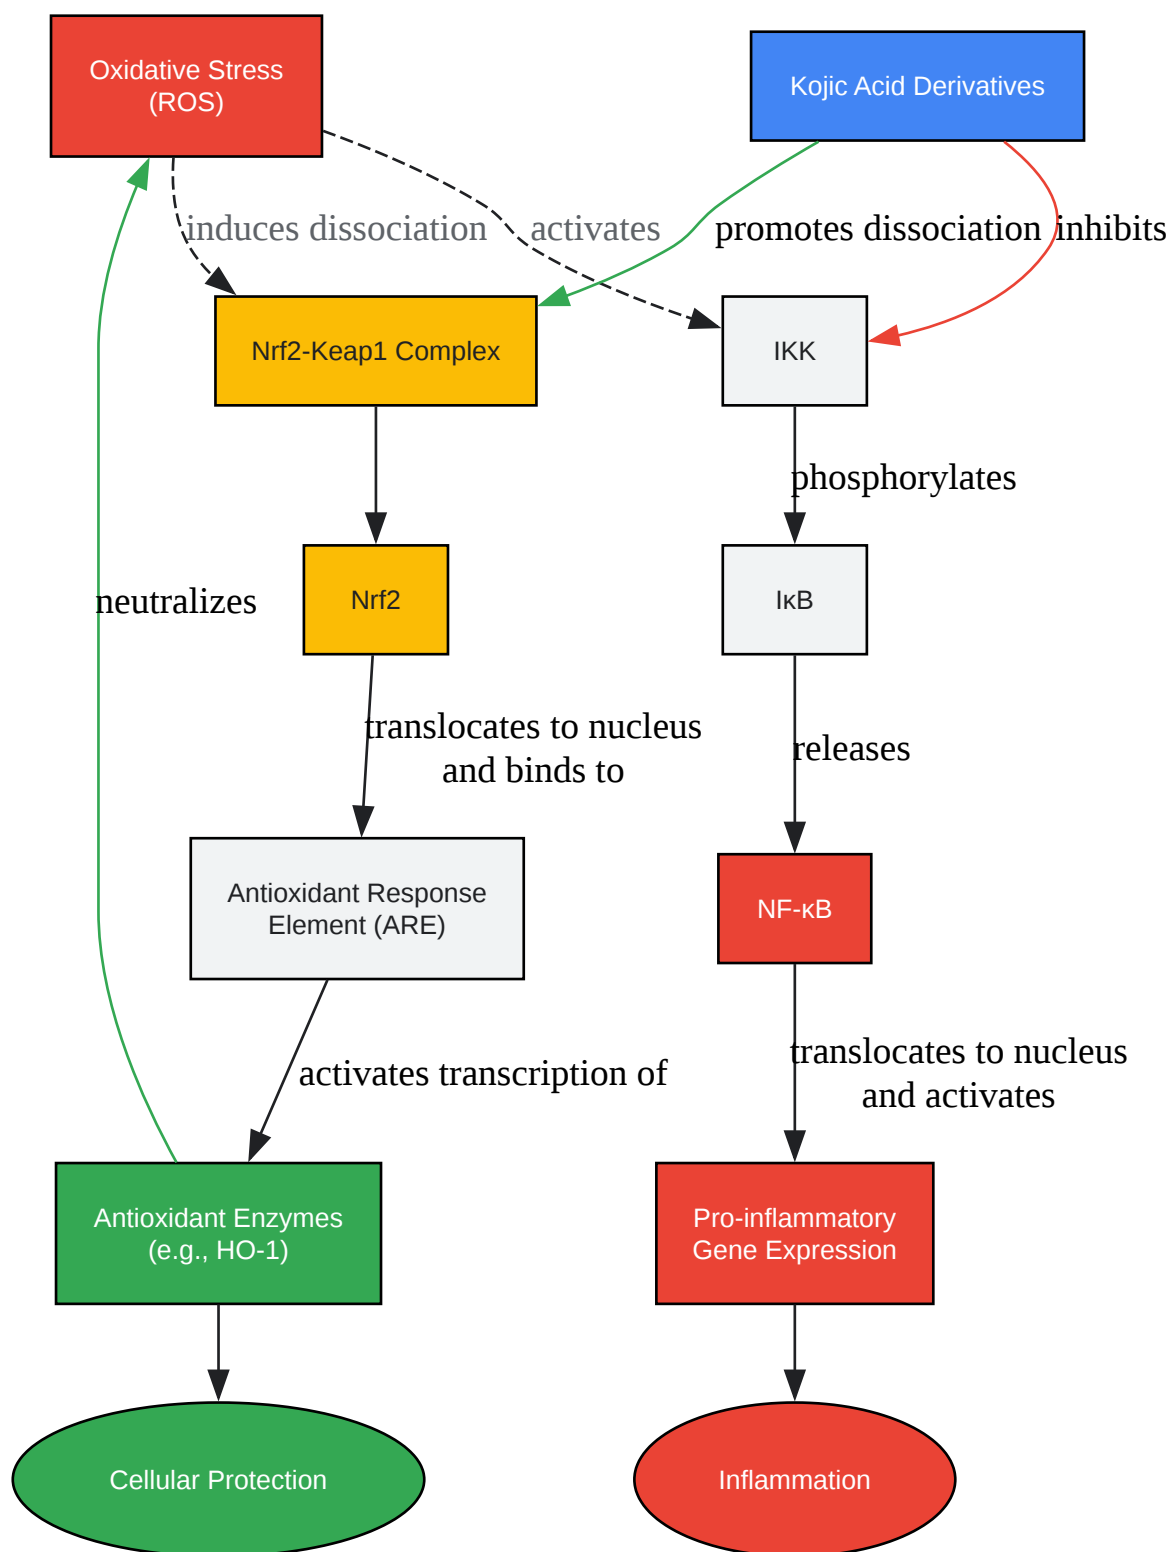 Oxidative Stress
(ROS)
Kojic Acid Derivatives
induces dissociation
activates
promotes dissociation
inhibits
Nrf2-Keap1 Complex
IKK
phosphorylates
neutralizes
Nrf2
IκB
translocates to nucleus
and binds to
releases
Antioxidant Response
Element (ARE)
NF-κB
activates transcription of
translocates to nucleus
and activates
Antioxidant Enzymes
(e.g., HO-1)
Pro-inflammatory
Gene Expression
Cellular Protection
Inflammation